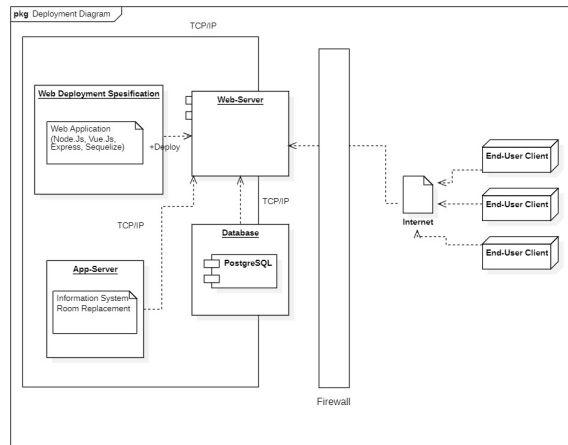 pkg Deployment Diagram
TCP/IP
Web Deployment Spesification
Web Application
(Node.Js, Vue.Js,
Express, Sequelize)
+Deploy
Web-Server
End-User Client
End-User Client
End-User Client
Internet
TCP/IP
TCP/IP
Database
PostgreSQL
App-Server
Information System
Room Replacement
Firewall